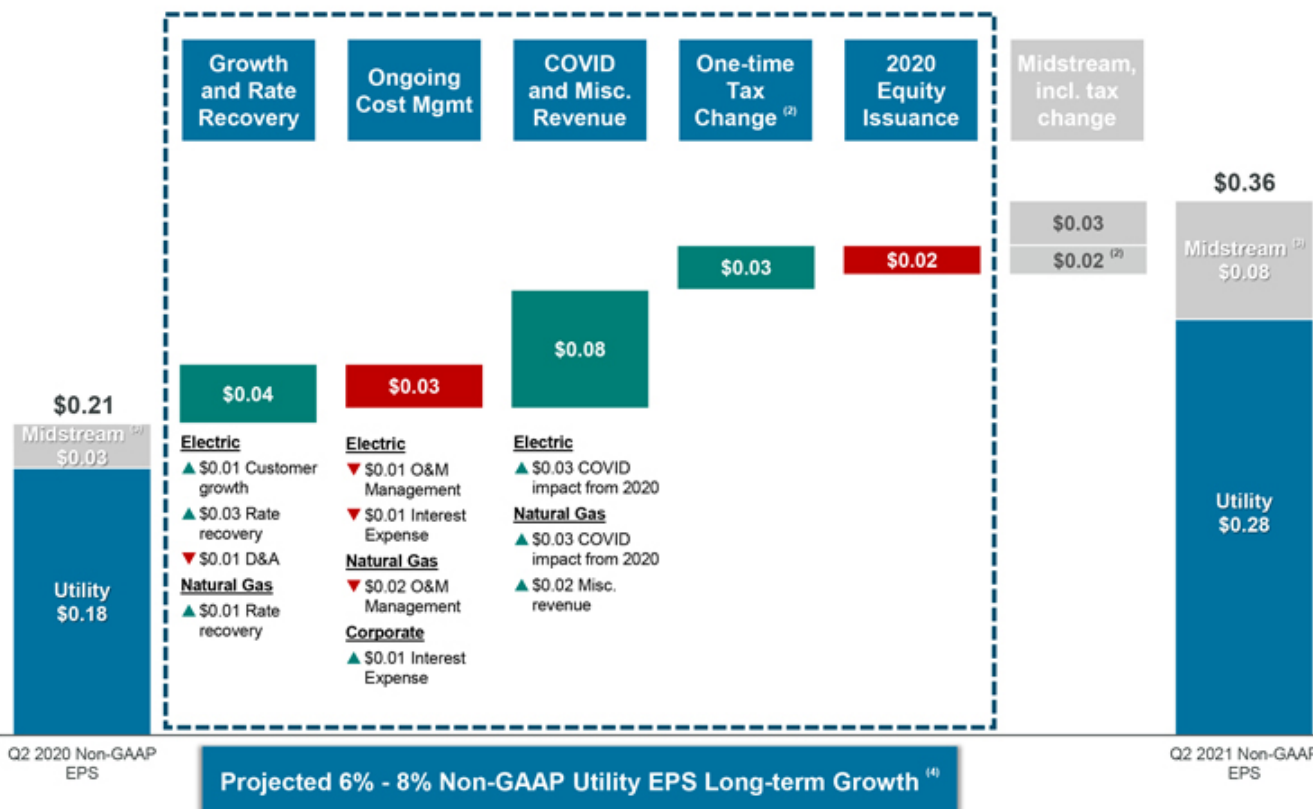 Growth
and Rate
Recovery
Ongoing
Cost Mgmt
COVID
and Misc.
Revenue
One-time
Tax
Change (2)
2020
Equity
Issuance
Midstream,
incl. tax
change
$0.21
Midstream (3)
$0.03
Utility
$0.18
Q2 2020 Non-GAAP
EPS
$0.04
Electric
▲ $0.01 Customer
growth
▲ $0.03 Rate
recovery
▼ $0.01 D&A
Natural Gas
▲ $0.01 Rate
recovery
$0.03
Electric
▼ $0.01 O&M
Management
▼ $0.01 Interest
Expense
Natural Gas
▼ $0.02 O&M
Management
Corporate
▲ $0.01 Interest
Expense
$0.08
Electric
▲ $0.03 COVID
impact from 2020
Natural Gas
▲ $0.03 COVID
impact from 2020
▲ $0.02 Misc.
revenue
$0.03
$0.02
$0.03
$0.02 (2)
$0.36
Midstream (3)
$0.08
Utility
$0.28
Q2 2021 Non-GAAP
EPS
Projected 6% - 8% Non-GAAP Utility EPS Long-term Growth (4)